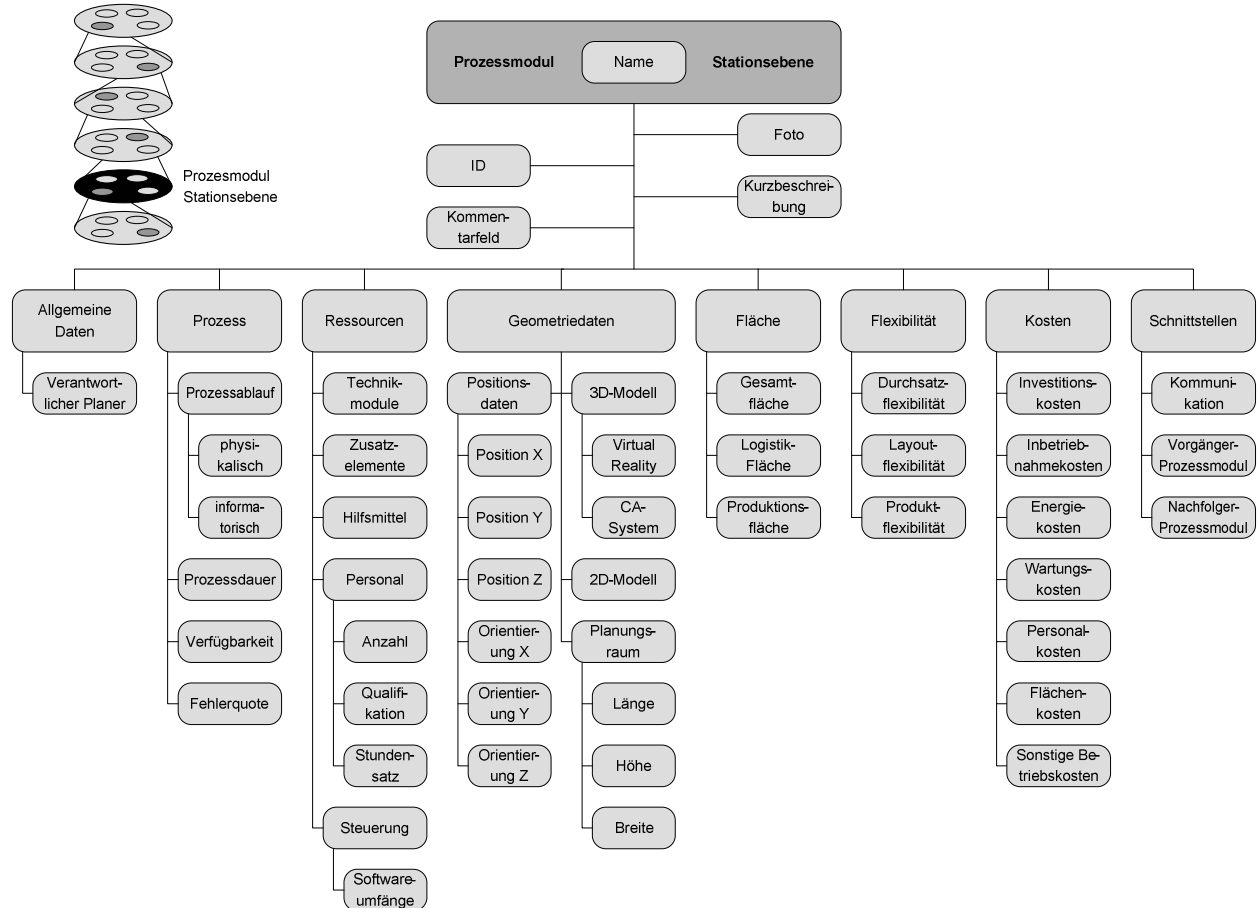 Prozessmodul
Name
Stationsebene
Foto
ID
Prozesmodul
Stationsebene
Kurzbeschrei-
bung
Kommen-
tarfeld
Allgemeine
Daten
Verantwort-
licher Planer
Prozess
Prozessablauf
physi-
kalisch
informa-
torisch
Prozessdauer
Verfügbarkeit
Fehlerquote
Ressourcen
Technik-
module
Zusatz-
elemente
Hilfsmittel
Personal
Anzahl
Qualifi-
kation
Stunden-
satz
Steuerung
Software-
umfänge
Geometriedaten
Positions-
daten
Position X
Position Y
Position Z
Orientier-
ung X
Orientier-
ung Y
Orientier-
ung Z
3D-Modell
Virtual
Reality
CA-
System
2D-Modell
Planungs-
raum
Länge
Höhe
Breite
Fläche
Gesamt-
fläche
Logistik-
Fläche
Produktions-
fläche
Flexibilität
Durchsatz-
flexibilität
Layout-
flexibilität
Produkt-
flexibilität
Kosten
Investitions-
kosten
Inbetrieb-
nahmekosten
Energie-
kosten
Wartungs-
kosten
Personal-
kosten
Flächen-
kosten
Sonstige Be-
triebskosten
Schnittstellen
Kommuni-
kation
Vorgänger-
Prozessmodul
Nachfolger-
Prozessmodul